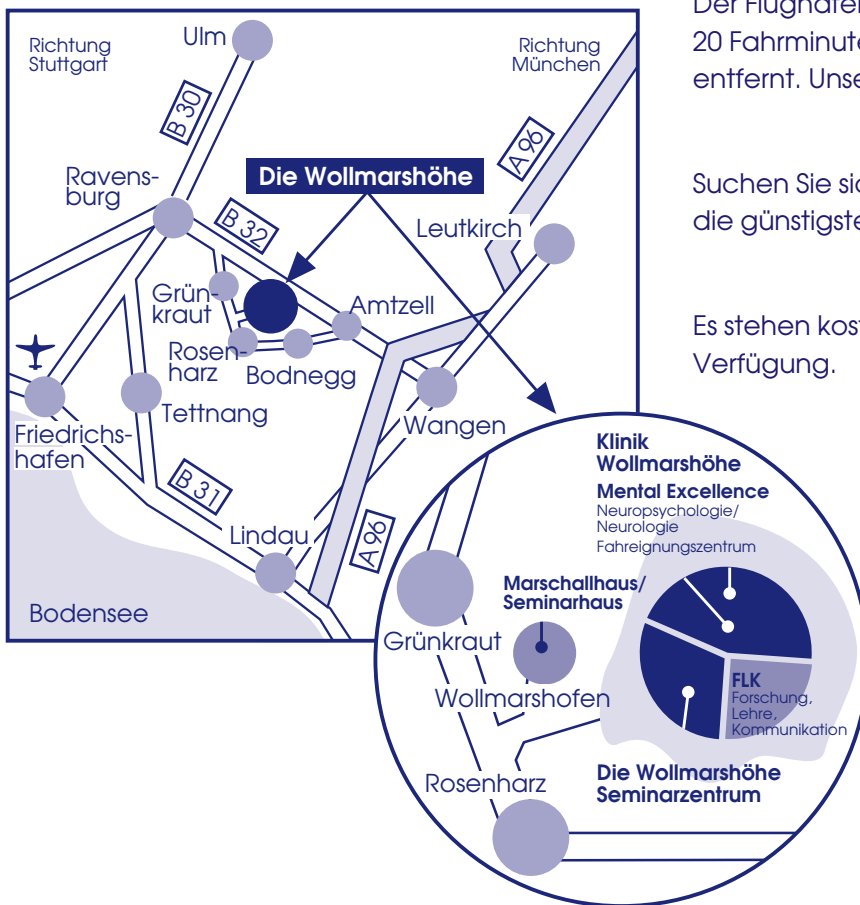 Richtung
Stuttgart
Ulm
Richtung
München
B 30
A 96
Ravens-
burg
Die Wollmarshöhe
B 32
Leutkirch
Grün-
kraut
Amtzell
Rosen-
harz
Bodnegg
Tettnang
Wangen
Friedrichs-
hafen
B 31
Lindau
A 96
Bodensee
20 Fahrminute
entfernt. Unse
Suchen Sie sic
die günstigste
Es stehen kost
Verfügung.
Klinik
Wollmarshöhe
Mental Excellence
Neuropsychologie/
Neurologie
Fahreignungszentrum
Marschallhaus/
Seminarhaus
Grünkraut
Wollmarshofen
FLK
Forschung,
Lehre,
Kommunikation
Rosenharz
Die Wollmarshöhe
Seminarzentrum